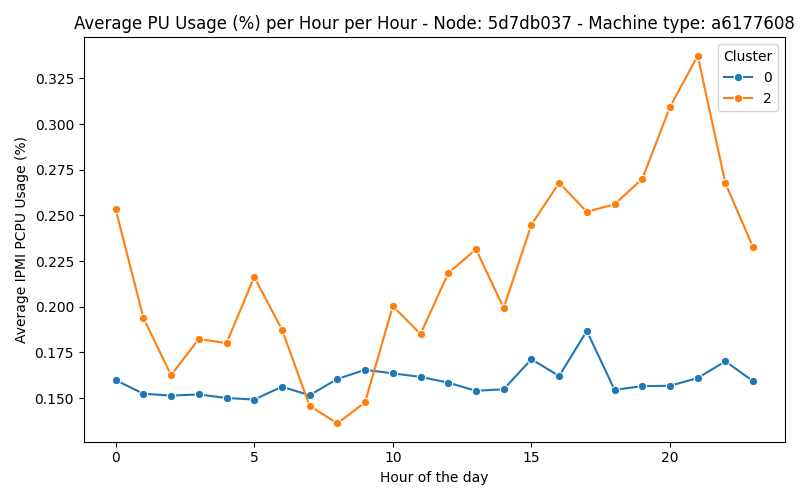 Average PU Usage (%) per Hour per Hour - Node: 5d7db037 - Machine type: a6177608
Cluster
0
2
Average IPMI PCPU Usage (%)
0.325
0.300
0.275
0.250
0.225
0.200
0.175
0.150
0 5 10 15 20
Hour of the day